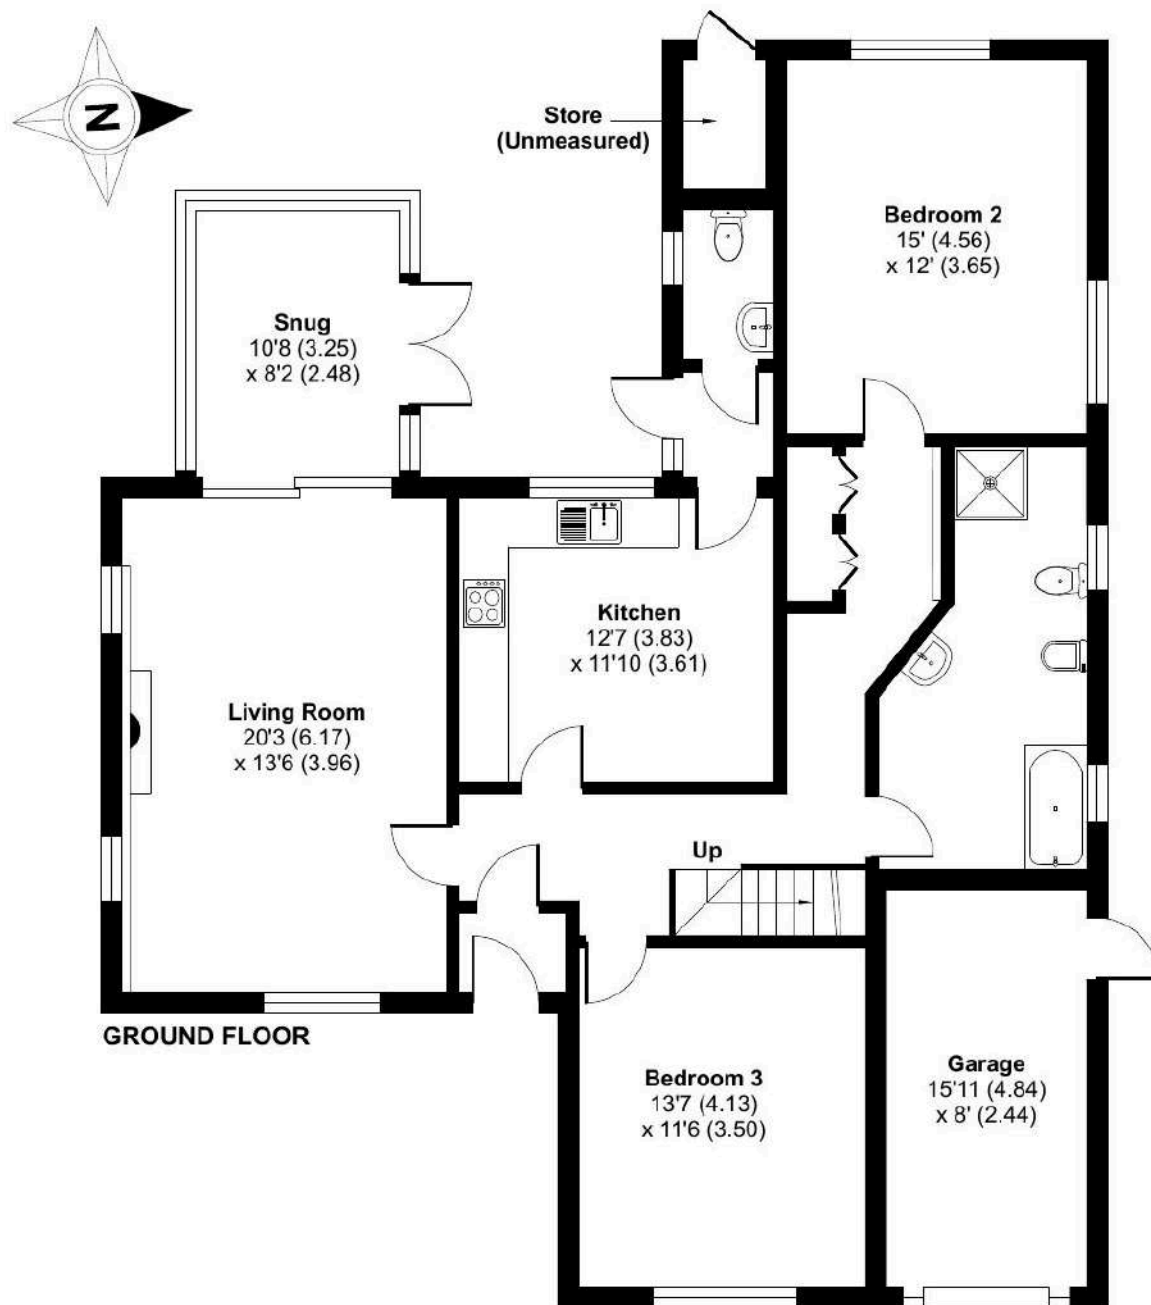 N
Store
(Unmeasured)
Bedroom 2
15' (4.56)
x 12' (3.65)
Snug
10'8 (3.25)
x 8'2 (2.48)
Kitchen
12'7 (3.83)
x 11'10 (3.61)
Living Room
20'3 (6.17)
x 13'6 (3.96)
Up
GROUND FLOOR
Bedroom 3
13'7 (4.13)
x 11'6 (3.50)
Garage
15'11 (4.84)
x 8' (2.44)